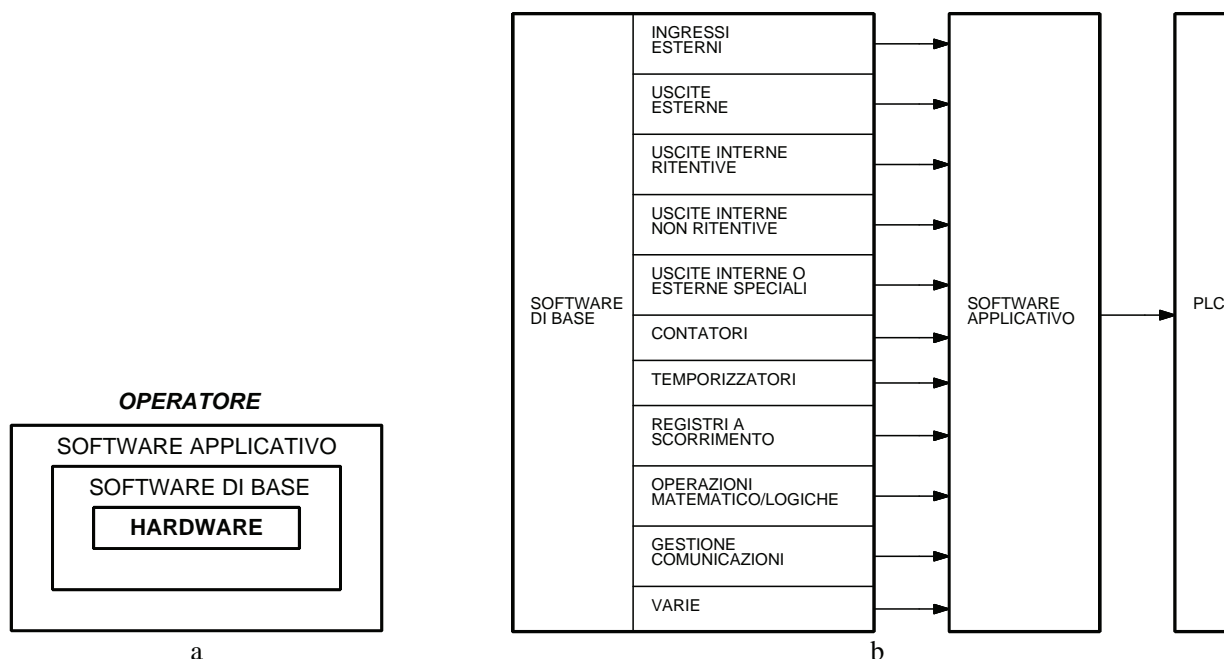 OPERATORE
SOFTWARE APPLICATIVO
SOFTWARE DI BASE
HARDWARE
a
SOFTWARE
DI BASE
INGRESSI
ESTERNI
USCITE
ESTERNE
USCITE INTERNE
RITENTIVE
USCITE INTERNE
NON RITENTIVE
USCITE INTERNE O
ESTERNE SPECIALI
CONTATORI
TEMPORIZZATORI
REGISTRI A
SCORRIMENTO
OPERAZIONI
MATEMATICO/LOGICHE
GESTIONE
COMUNICAZIONI
VARIE
SOFTWARE
APPLICATIVO
PLC
b